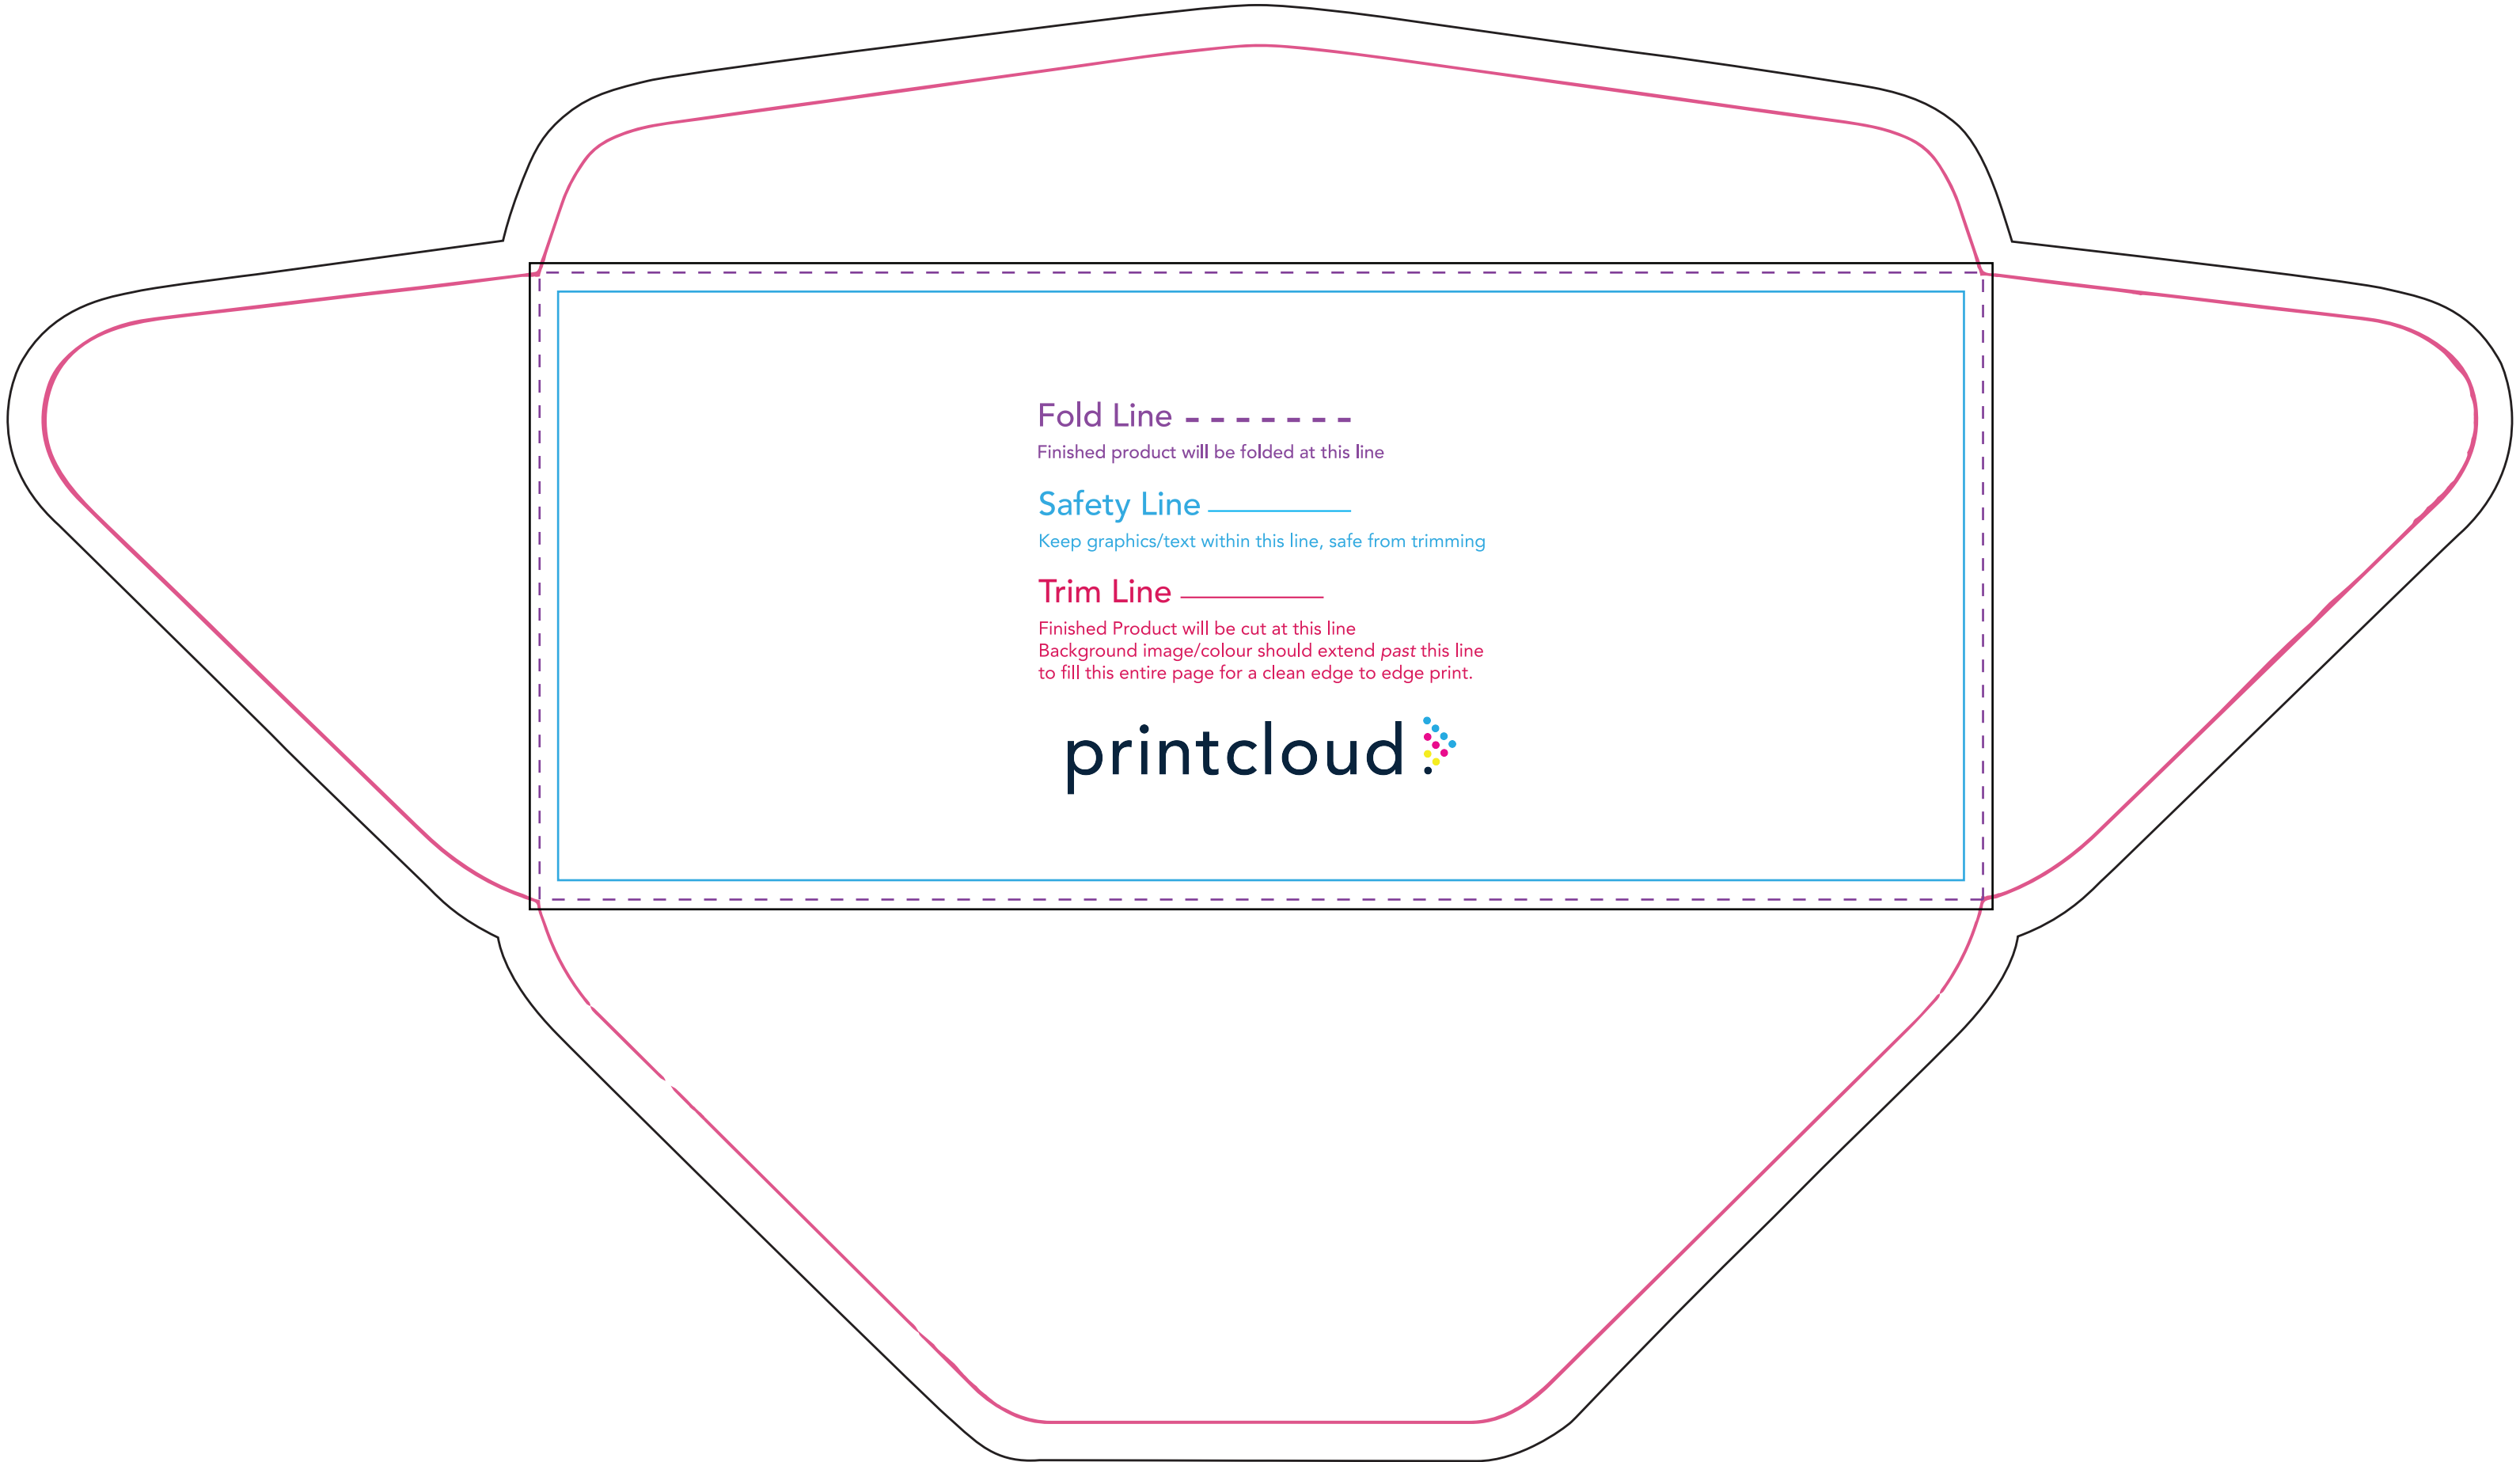 Fold Line
Finished product will be folded at this line
Safety Line
Keep graphics/text within this line, safe from trimming
Trim Line
Finished Product will be cut at this line
Background image/colour should extend past this line
to fill this entire page for a clean edge to edge print.
printcloud